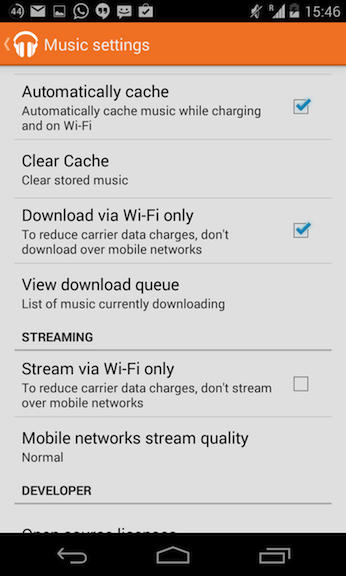 44 15:46
Music settings
Automatically cache
Automatically cache music while charging
and on Wi-Fi
Clear Cache
Clear stored music
Download via Wi-Fi only
To reduce carrier data charges, don't
download over mobile networks
View download queue
List of music currently downloading
STREAMING
Stream via Wi-Fi only
To reduce carrier data charges, don't stream
over mobile networks
Mobile networks stream quality
Normal
DEVELOPER